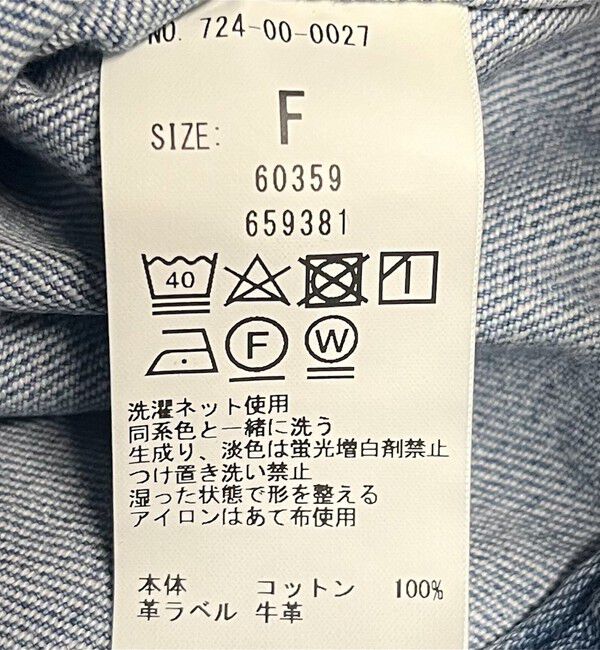 NO. 724-00-0027
SIZE: F
60359
659381
40
F W
洗濯ネット使用
同系色と一緒に洗う
生成り、淡色は蛍光増白剤禁止
つけ置き洗い禁止
湿った状態で形を整える
アイロンはあて布使用
本体 コットン 100%
革ラベル 牛革